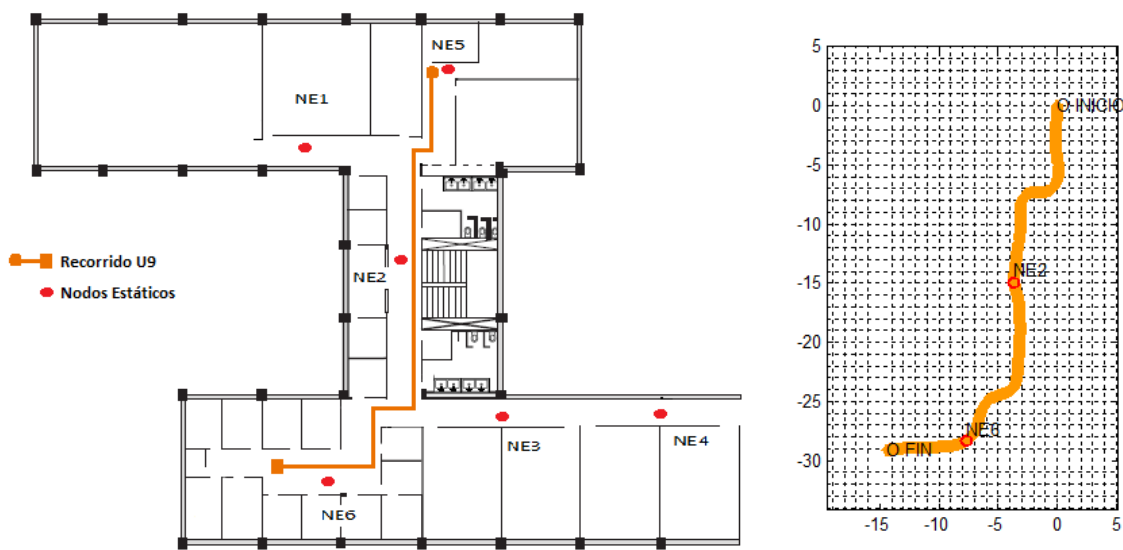 NE5
NE1
NE2
Recorrido U9
Nodos Estáticos
NE3
NE4
NE6
5
0
-5
-10
-15
-20
-25
-30
-15
-10
-5
0
5
INICIO
NE2
NE6
FIN